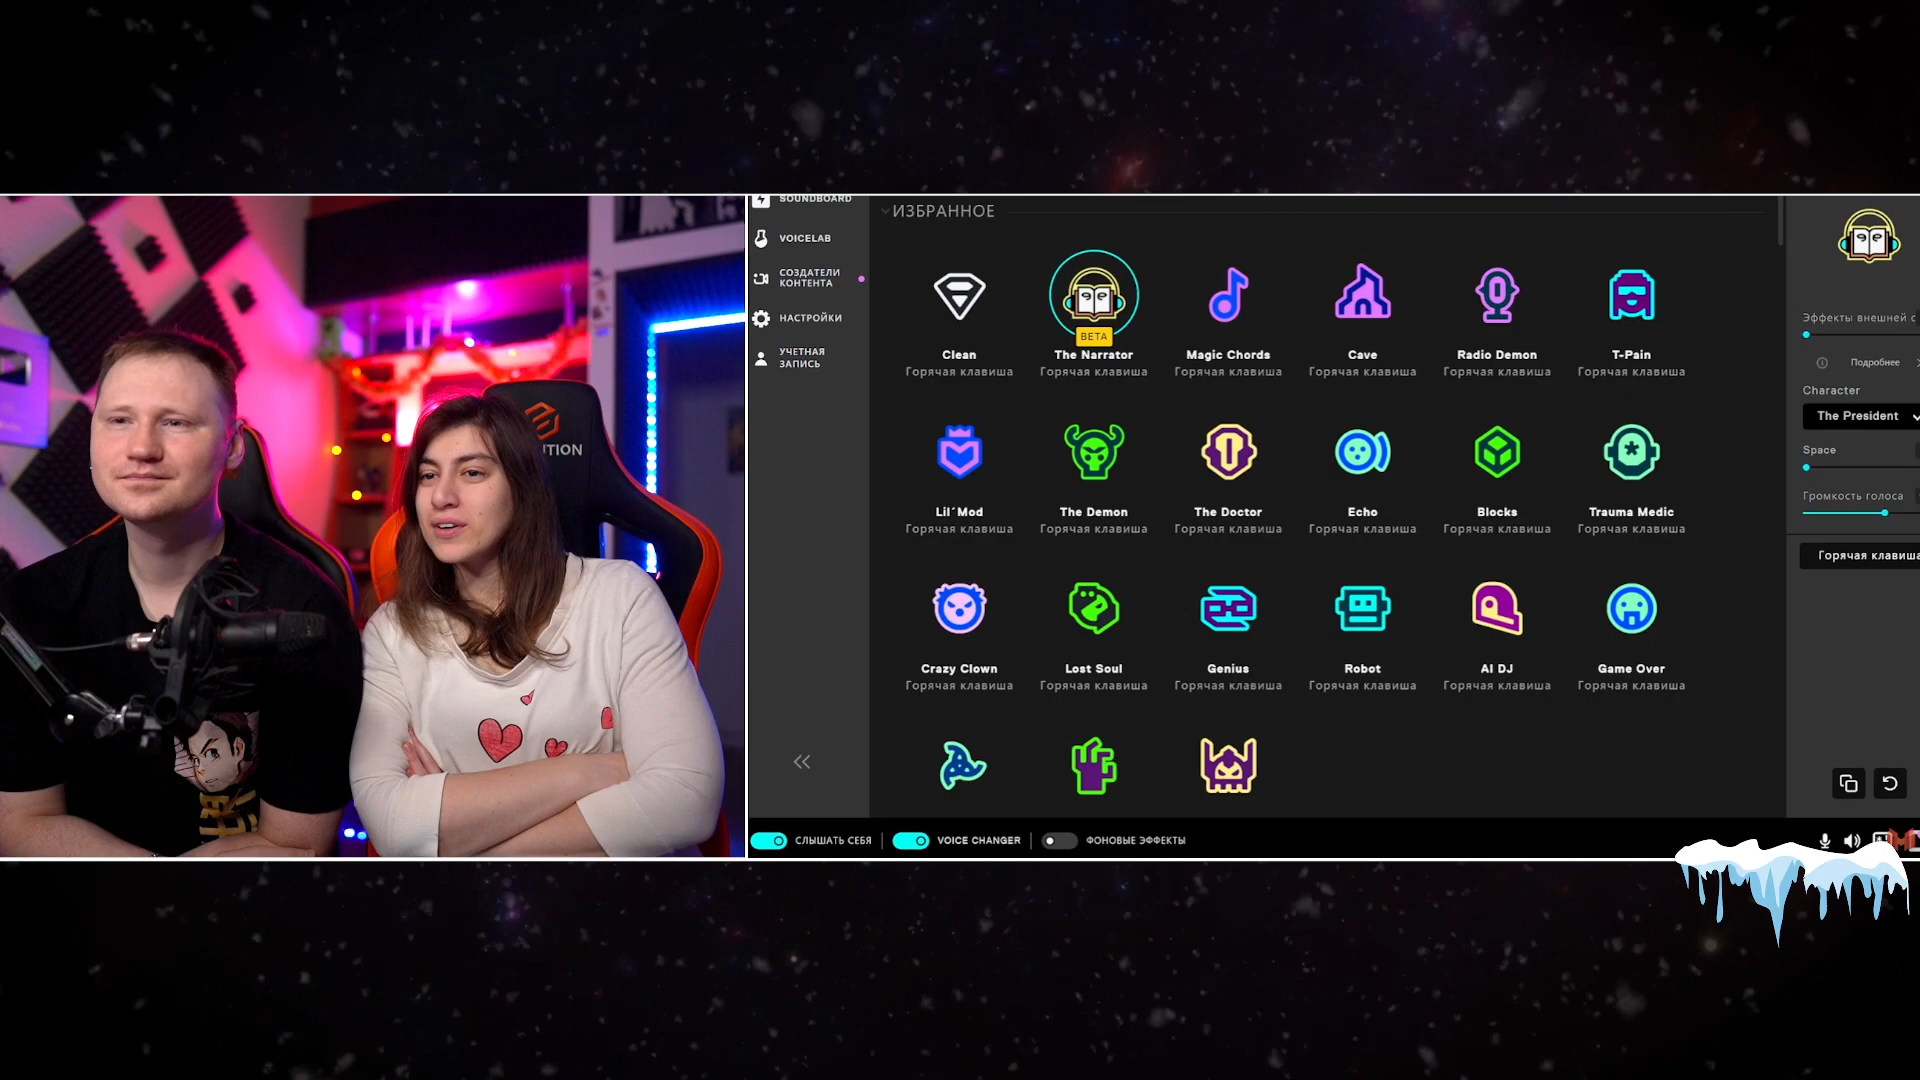 SOUNDBOARD
VOICELAB
СОЗДАТЕЛИ
КОНТЕНТА
НАСТРОЙКИ
УЧЕТНАЯ
ЗАПИСЬ
ИЗБРАННОЕ
BETA
Clean The Narrator Magic Chords Cave Radio Demon T-Pain
Горячая клавиша Горячая клавиша Горячая клавиша Горячая клавиша Горячая клавиша Горячая клавиша
Lil´Mod The Demon The Doctor Echo Blocks Trauma Medic
Горячая клавиша Горячая клавиша Горячая клавиша Горячая клавиша Горячая клавиша Горячая клавиша
Crazy Clown Lost Soul Genius Robot AI DJ Game Over
Горячая клавиша Горячая клавиша Горячая клавиша Горячая клавиша Горячая клавиша Горячая клавиша
Эффекты внешней с
Подробнее
Character
The President
Space
Громкость голоса
Горячая клавиша
СЛЫШАТЬ СЕБЯ VOICE CHANGER ФОНОВЫЕ ЭФФЕКТЫ